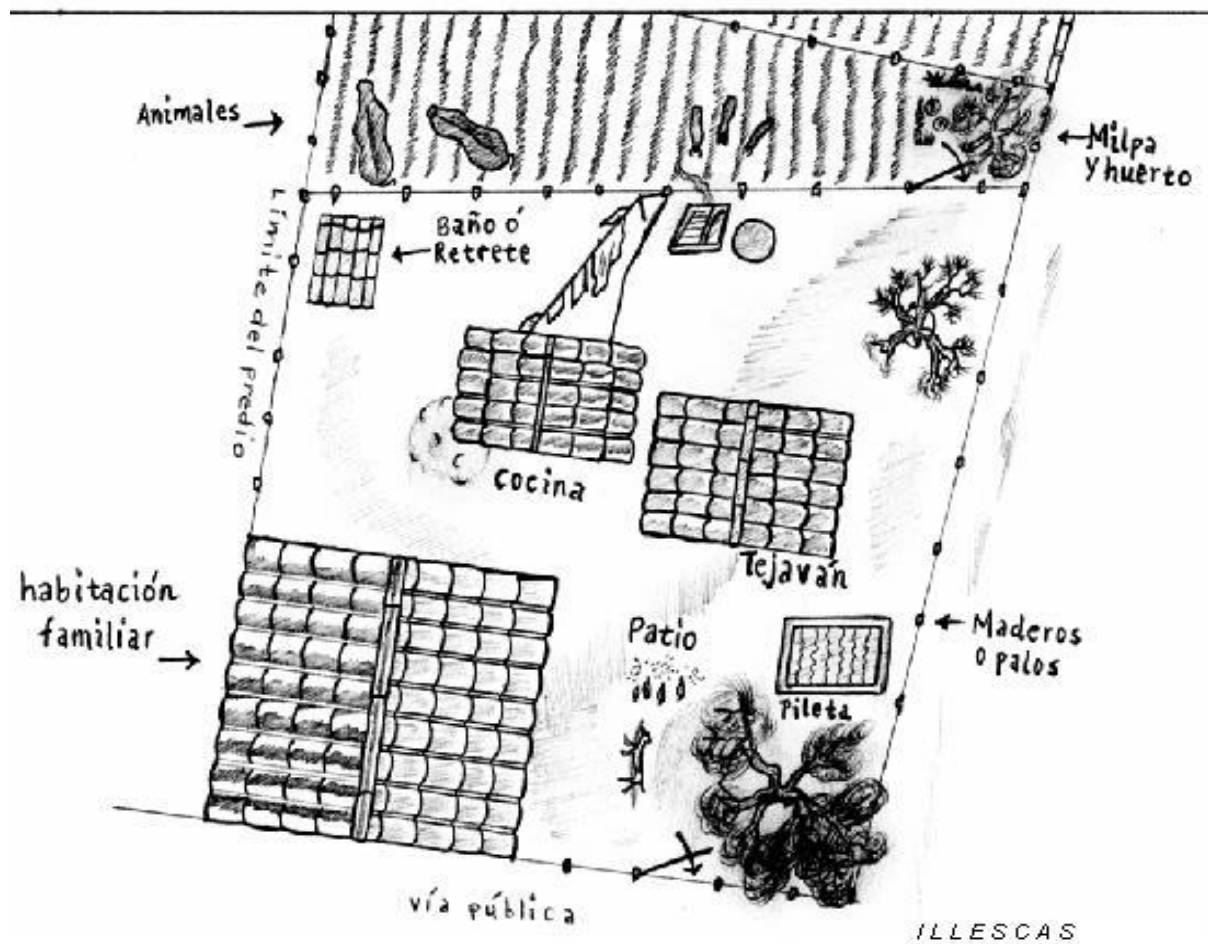 Animales
Milpa
y huerto
Baño ó
Retrete
Límite del predio
cocina
Tejaván
habitación
familiar
Patio
Maderos
o palos
Pileta
vía pública
ILLESCAS